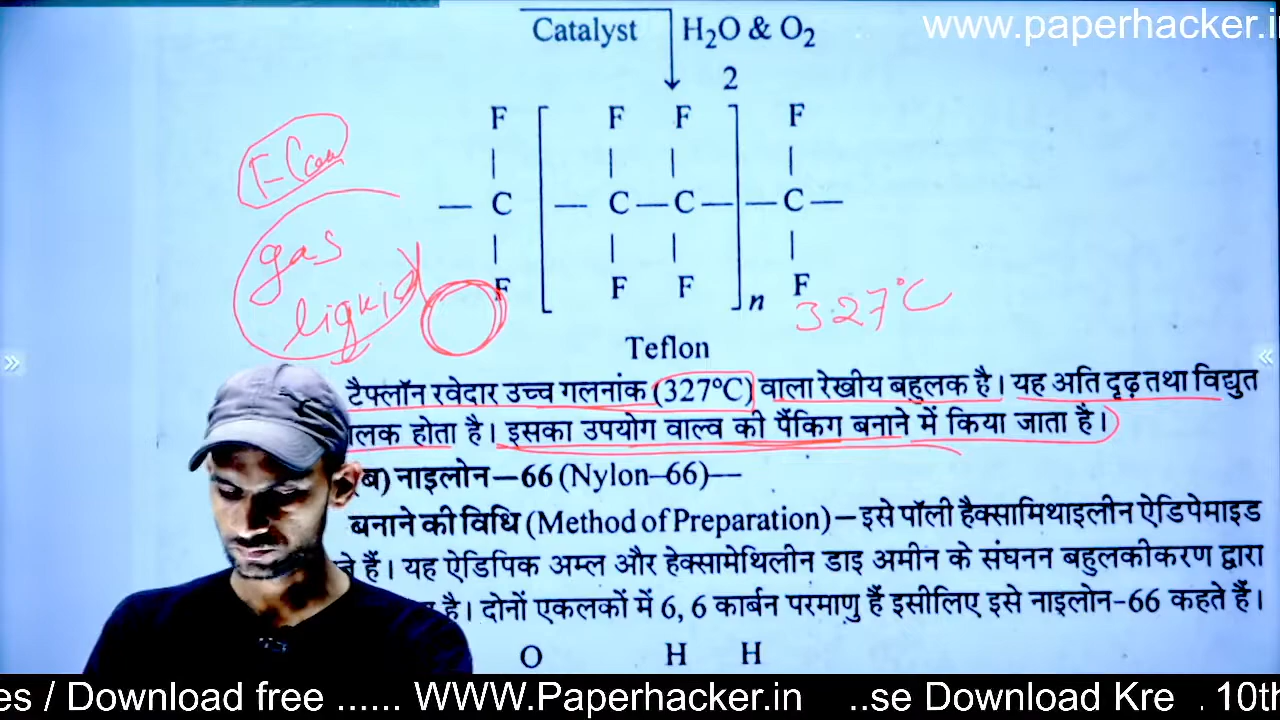 www.paperhacker.i
Catalyst H₂O & O₂
2
F F F F
— C — C — C — — C —
F F F F
n
gas
liquid
327°C
Teflon
टैफ्लॉन रवेदार उच्च गलनांक (327°C) वाला रेखीय बहुलक है। यह अति दृढ़ तथा विद्युत
लक होता है। इसका उपयोग वाल्व की पैंकिग बनाने में किया जाता है।
ब) नाइलोन—66 (Nylon–66)—
बनाने की विधि (Method of Preparation) — इसे पॉली हैक्सामिथाइलीन ऐडिपेमाइड
ते हैं। यह ऐडिपिक अम्ल और हेक्सामेथिलीन डाइ अमीन के संघनन बहुलकीकरण द्वारा
है। दोनों एकलकों में 6, 6 कार्बन परमाणु हैं इसीलिए इसे नाइलोन-66 कहते हैं।
O H H
es / Download free ...... WWW.Paperhacker.in ..se Download Kre . 10th